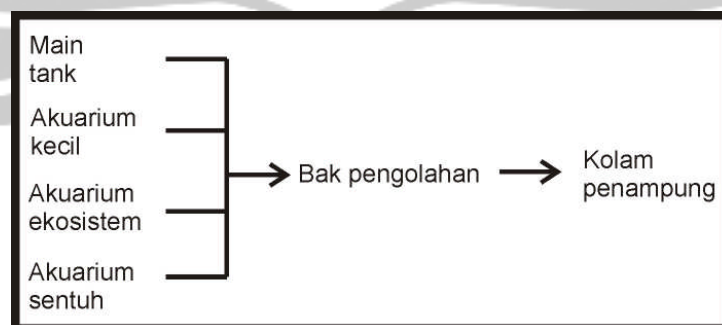 Main
tank
Akuarium
kecil
Akuarium
ekosistem
Akuarium
sentuh
Bak pengolahan
Kolam
penampung